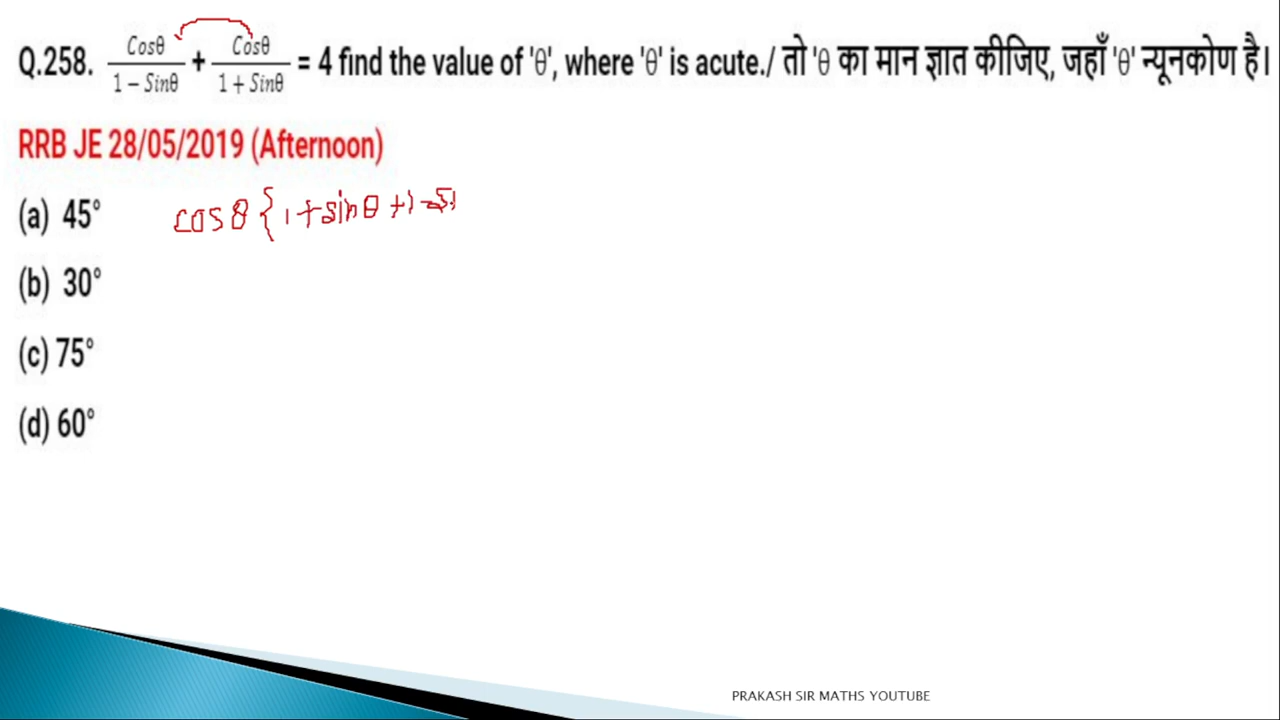 Q.258. Cosθ/1 − Sinθ + Cosθ/1 + Sinθ = 4 find the value of 'θ', where 'θ' is acute./ तो 'θ का मान ज्ञात कीजिए, जहाँ 'θ' न्यूनकोण है।
RRB JE 28/05/2019 (Afternoon)
(a) 45°
cosθ { 1+sinθ +1-si
(b) 30°
(c) 75°
(d) 60°
PRAKASH SIR MATHS YOUTUBE